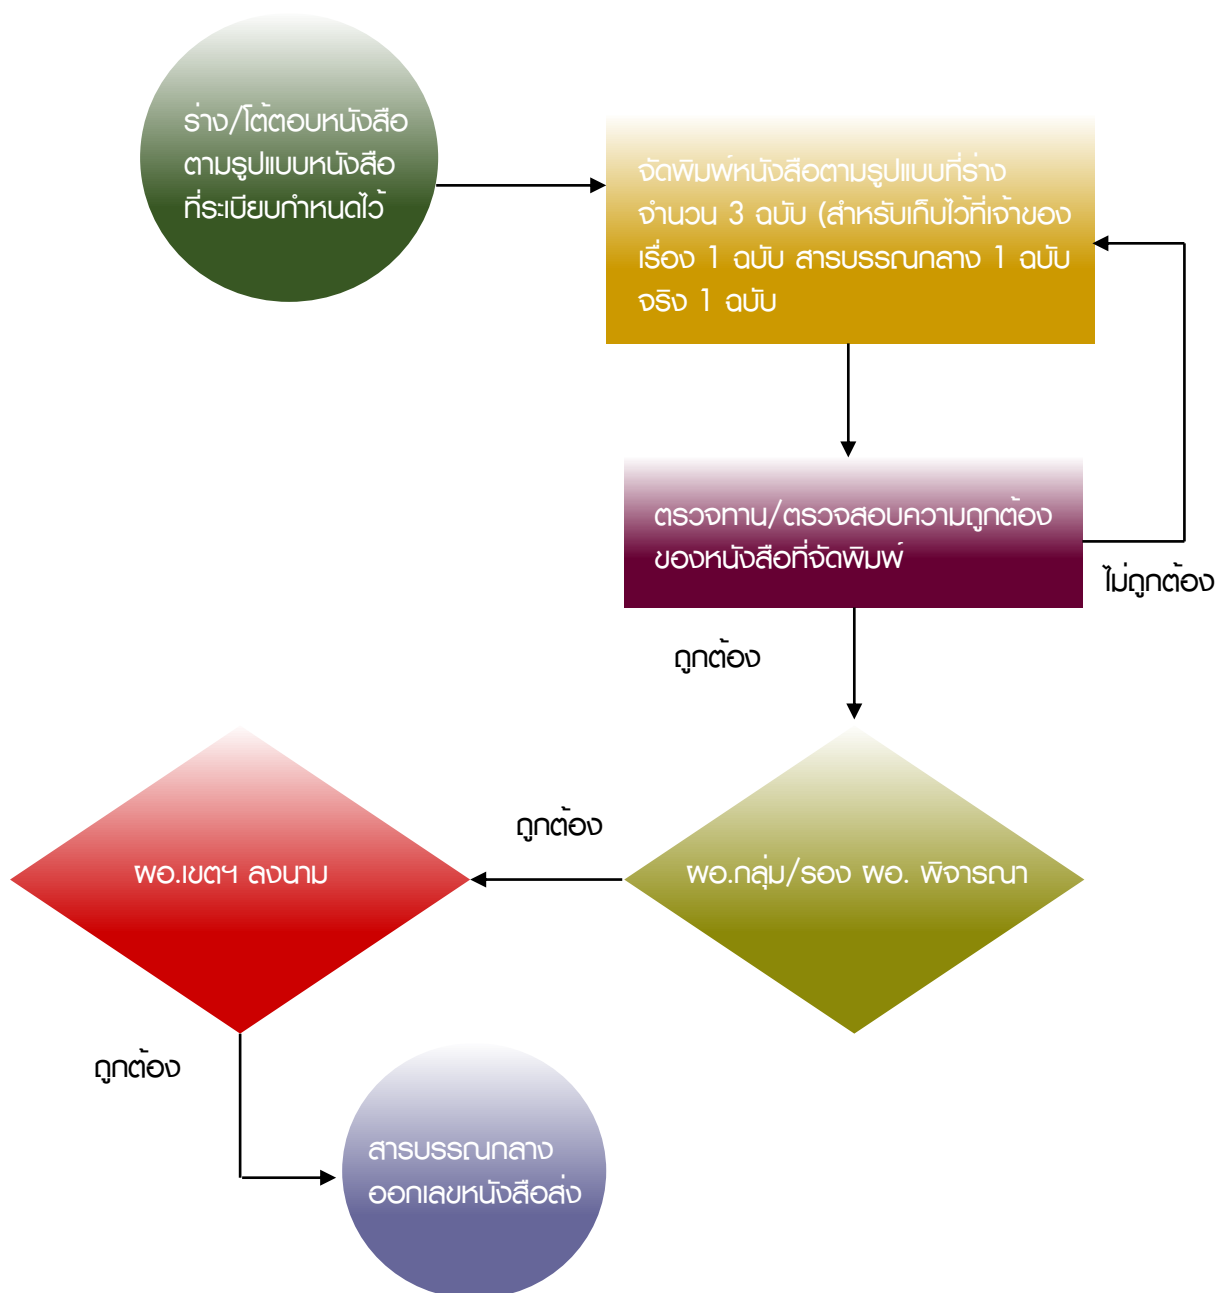 ร่าง/โต้ตอบหนังสือ
ตามรูปแบบหนังสือ
ที่ระเบียบกำหนดไว้
จัดพิมพ์หนังสือตามรูปแบบที่ร่าง
จำนวน 3 ฉบับ (สำหรับเก็บไว้ที่เจ้าของ
เรื่อง 1 ฉบับ สารบรรณกลาง 1 ฉบับ
จริง 1 ฉบับ
ตรวจทาน/ตรวจสอบความถูกต้อง
ของหนังสือที่จัดพิมพ์
ไม่ถูกต้อง
ถูกต้อง
ผอ.กลุ่ม/รอง ผอ. พิจารณา
ถูกต้อง
ผอ.เขตฯ ลงนาม
ถูกต้อง
สารบรรณกลาง
ออกเลขหนังสือส่ง